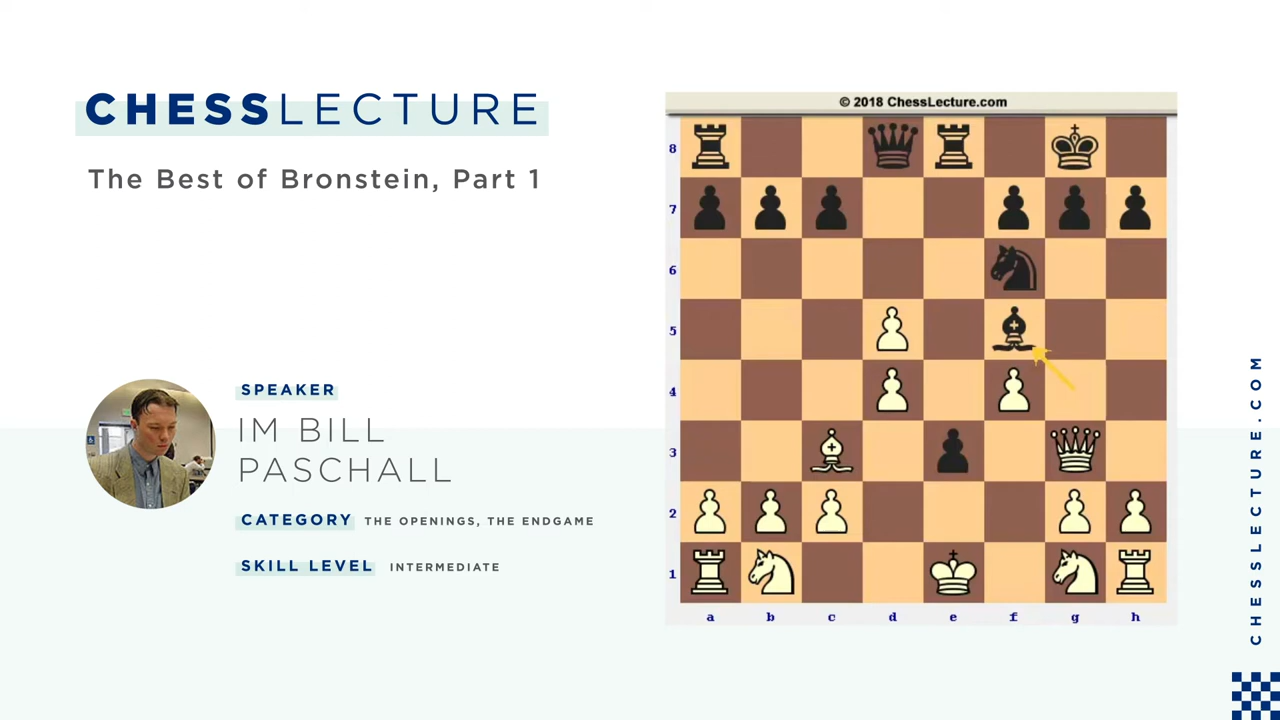 CHESSLECTURE
The Best of Bronstein, Part 1
SPEAKER
IM BILL
PASCHALL
CATEGORY THE OPENINGS, THE ENDGAME
SKILL LEVEL INTERMEDIATE
© 2018 ChessLecture.com
8
7
6
5
4
3
2
1
a b c d e f g h
CHESSLECTURE.COM